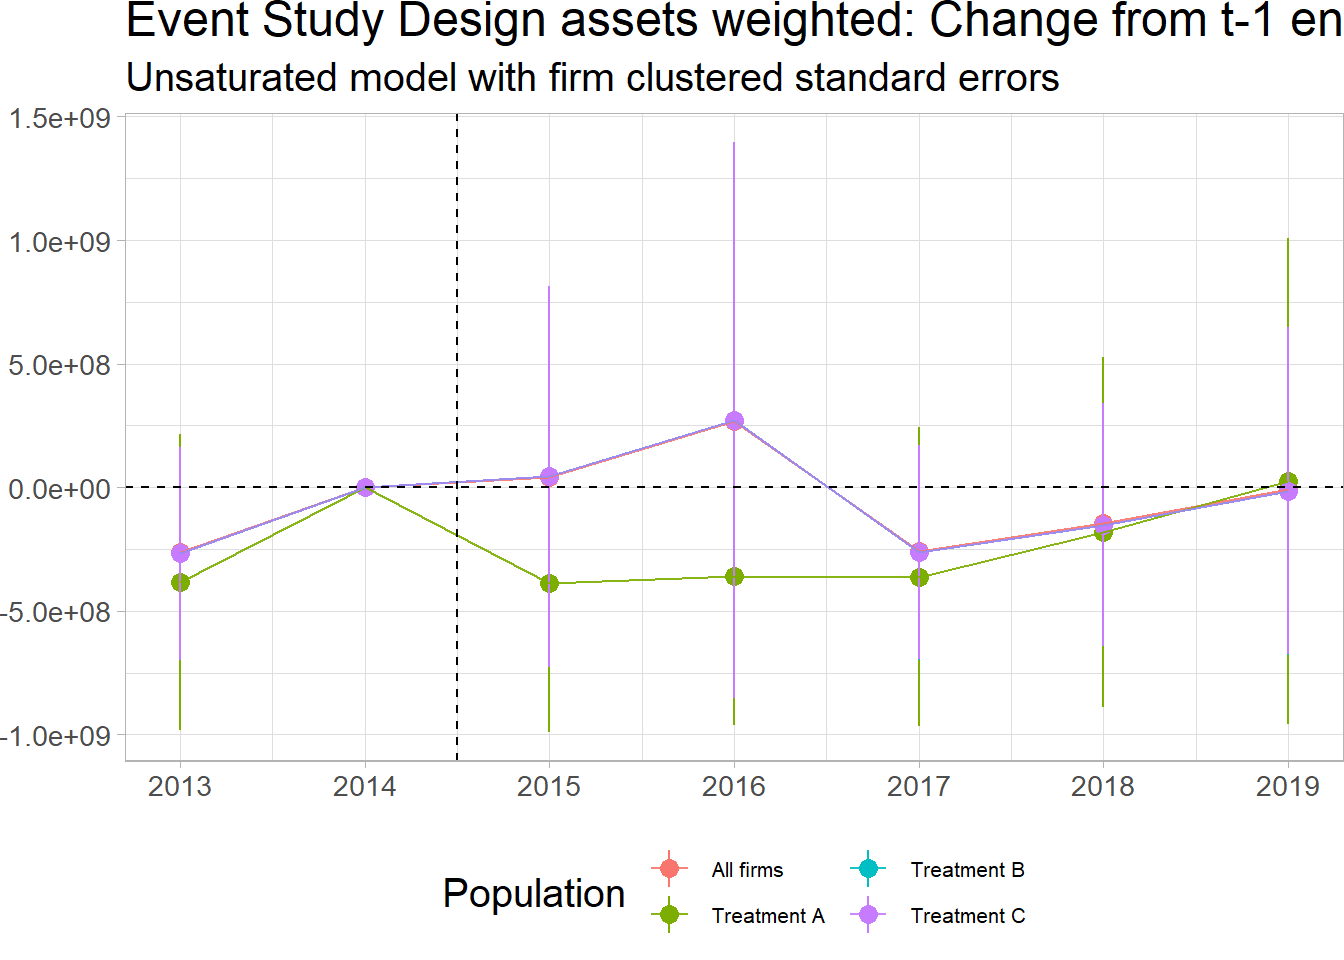 Event Study Design assets weighted: Change from t-1 en
Unsaturated model with firm clustered standard errors
1.5e+09
1.0e+09
5.0e+08
0.0e+00
-5.0e+08
-1.0e+09
2013 2014 2015 2016 2017 2018 2019
Population
All firms
Treatment B
Treatment A
Treatment C